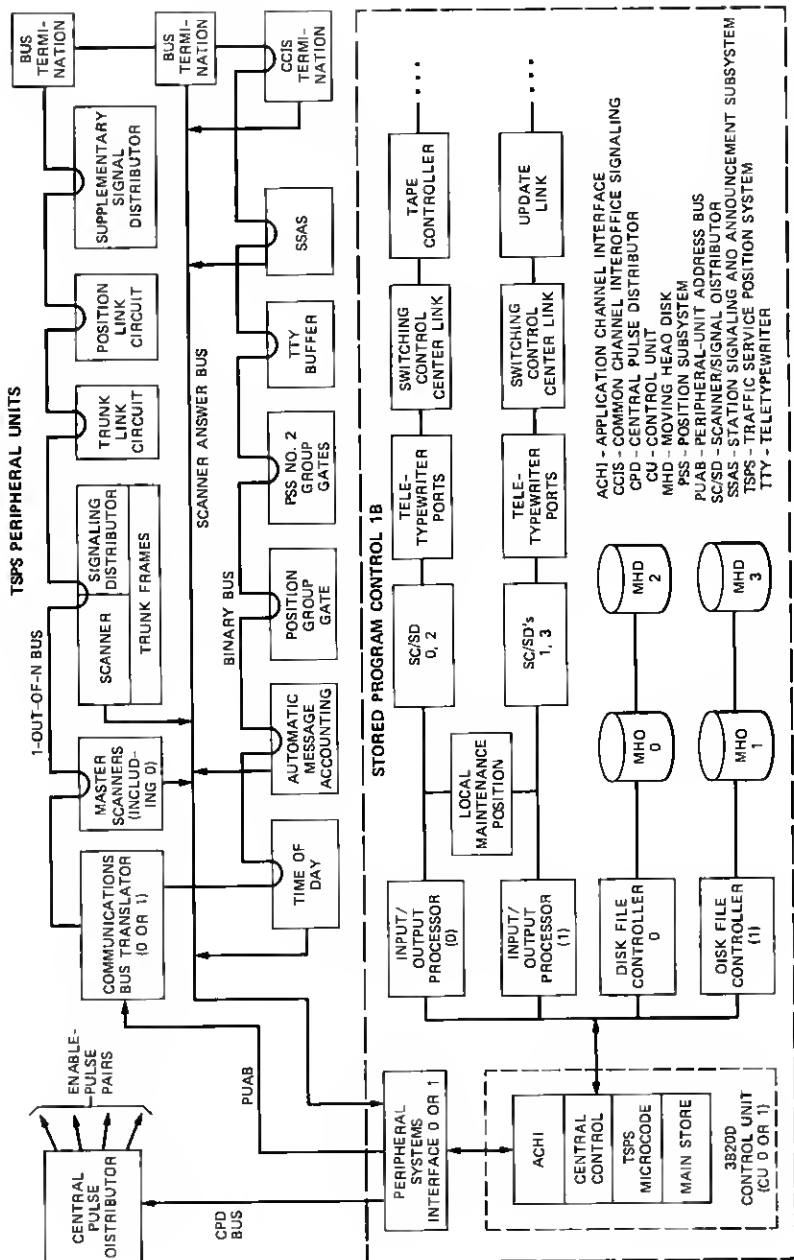 TSPS PERIPHERAL UNITS
CENTRAL
PULSE
DISTRIBUTOR
ENABLE-
PULSE
PAIRS
CPD
BUS
PUAB
COMMUNICATIONS
BUS TRANSLATOR
(0 OR 1)
1-OUT-OF-N BUS
MASTER
SCANNERS
(INCLUD-
ING 0)
SCANNER
SIGNALING
DISTRIBUTOR
TRUNK FRAMES
TRUNK
LINK
CIRCUIT
POSITION
LINK
CIRCUIT
SUPPLEMENTARY
SIGNAL
DISTRIBUTOR
BUS
TERMI-
NATION
SCANNER ANSWER BUS
BUS
TERMI-
NATION
BINARY BUS
TIME OF
DAY
AUTOMATIC
MESSAGE
ACCOUNTING
POSITION
GROUP
GATE
PSS NO. 2
GROUP
GATES
TTY
BUFFER
SSAS
CCIS
TERMI-
NATION
STORED PROGRAM CONTROL 1B
PERIPHERAL
SYSTEMS
INTERFACE 0 OR 1
ACHI
CENTRAL
CONTROL
TSPS
MICROCODE
MAIN STORE
3B20D
CONTROL UNIT
(CU 0 OR 1)
INPUT/
OUTPUT
PROCESSOR
(0)
LOCAL
MAINTENANCE
POSITION
SC/SD
0, 2
TELE-
TYPEWRITER
PORTS
SWITCHING
CONTROL
CENTER LINK
TAPE
CONTROLLER
...
INPUT/
OUTPUT
PROCESSOR
(1)
SC/SD's
1, 3
TELE-
TYPEWRITER
PORTS
SWITCHING
CONTROL
CENTER LINK
UPDATE
LINK
...
DISK FILE
CONTROLLER
0
MHO
0
MHD
2
DISK FILE
CONTROLLER
(1)
MHO
1
MHD
3
ACHI - APPLICATION CHANNEL INTERFACE
CCIS - COMMON CHANNEL INTEROFFICE SIGNALING
CPD - CENTRAL PULSE DISTRIBUTOR
CU - CONTROL UNIT
MHD - MOVING HEAD DISK
PSS - POSITION SUBSYSTEM
PUAB - PERIPHERAL-UNIT ADDRESS BUS
SC/SD - SCANNER/SIGNAL DISTRIBUTOR
SSAS - STATION SIGNALING AND ANNOUNCEMENT SUBSYSTEM
TSPS - TRAFFIC SERVICE POSITION SYSTEM
TTY - TELETYPEWRITER